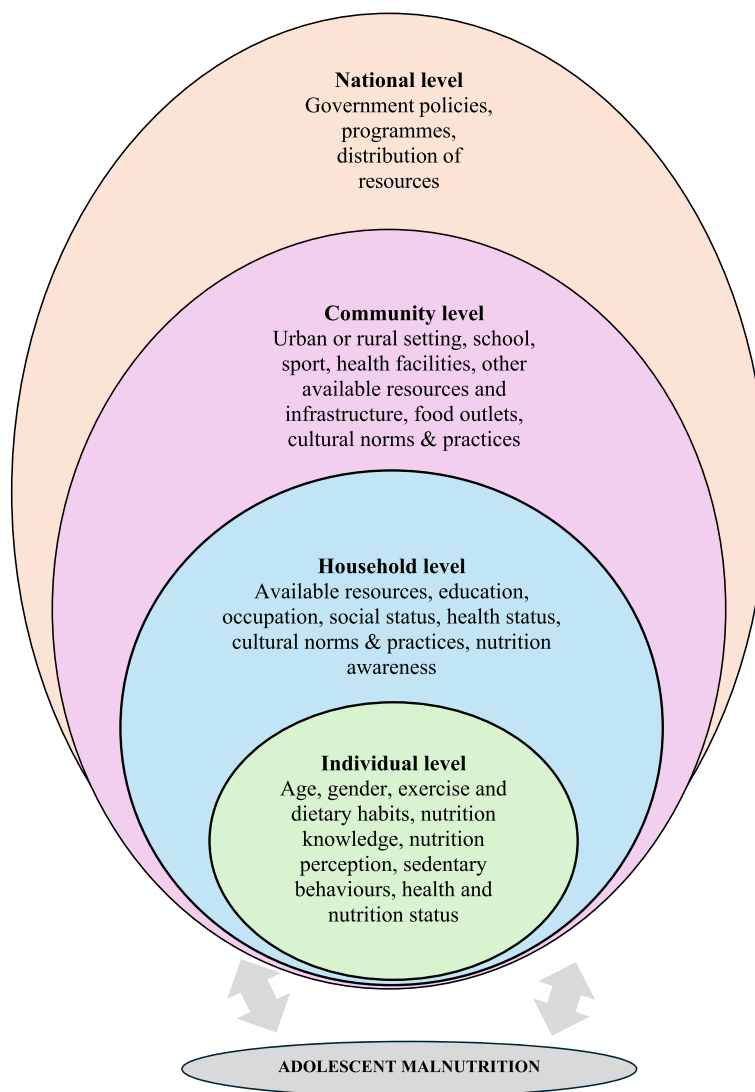 National level
Government policies,
programmes,
distribution of
resources
Community level
Urban or rural setting, school,
sport, health facilities, other
available resources and
infrastructure, food outlets,
cultural norms & practices
Household level
Available resources, education,
occupation, social status, health status,
cultural norms & practices, nutrition
awareness
Individual level
Age, gender, exercise and
dietary habits, nutrition
knowledge, nutrition
perception, sedentary
behaviours, health and
nutrition status
ADOLESCENT MALNUTRITION